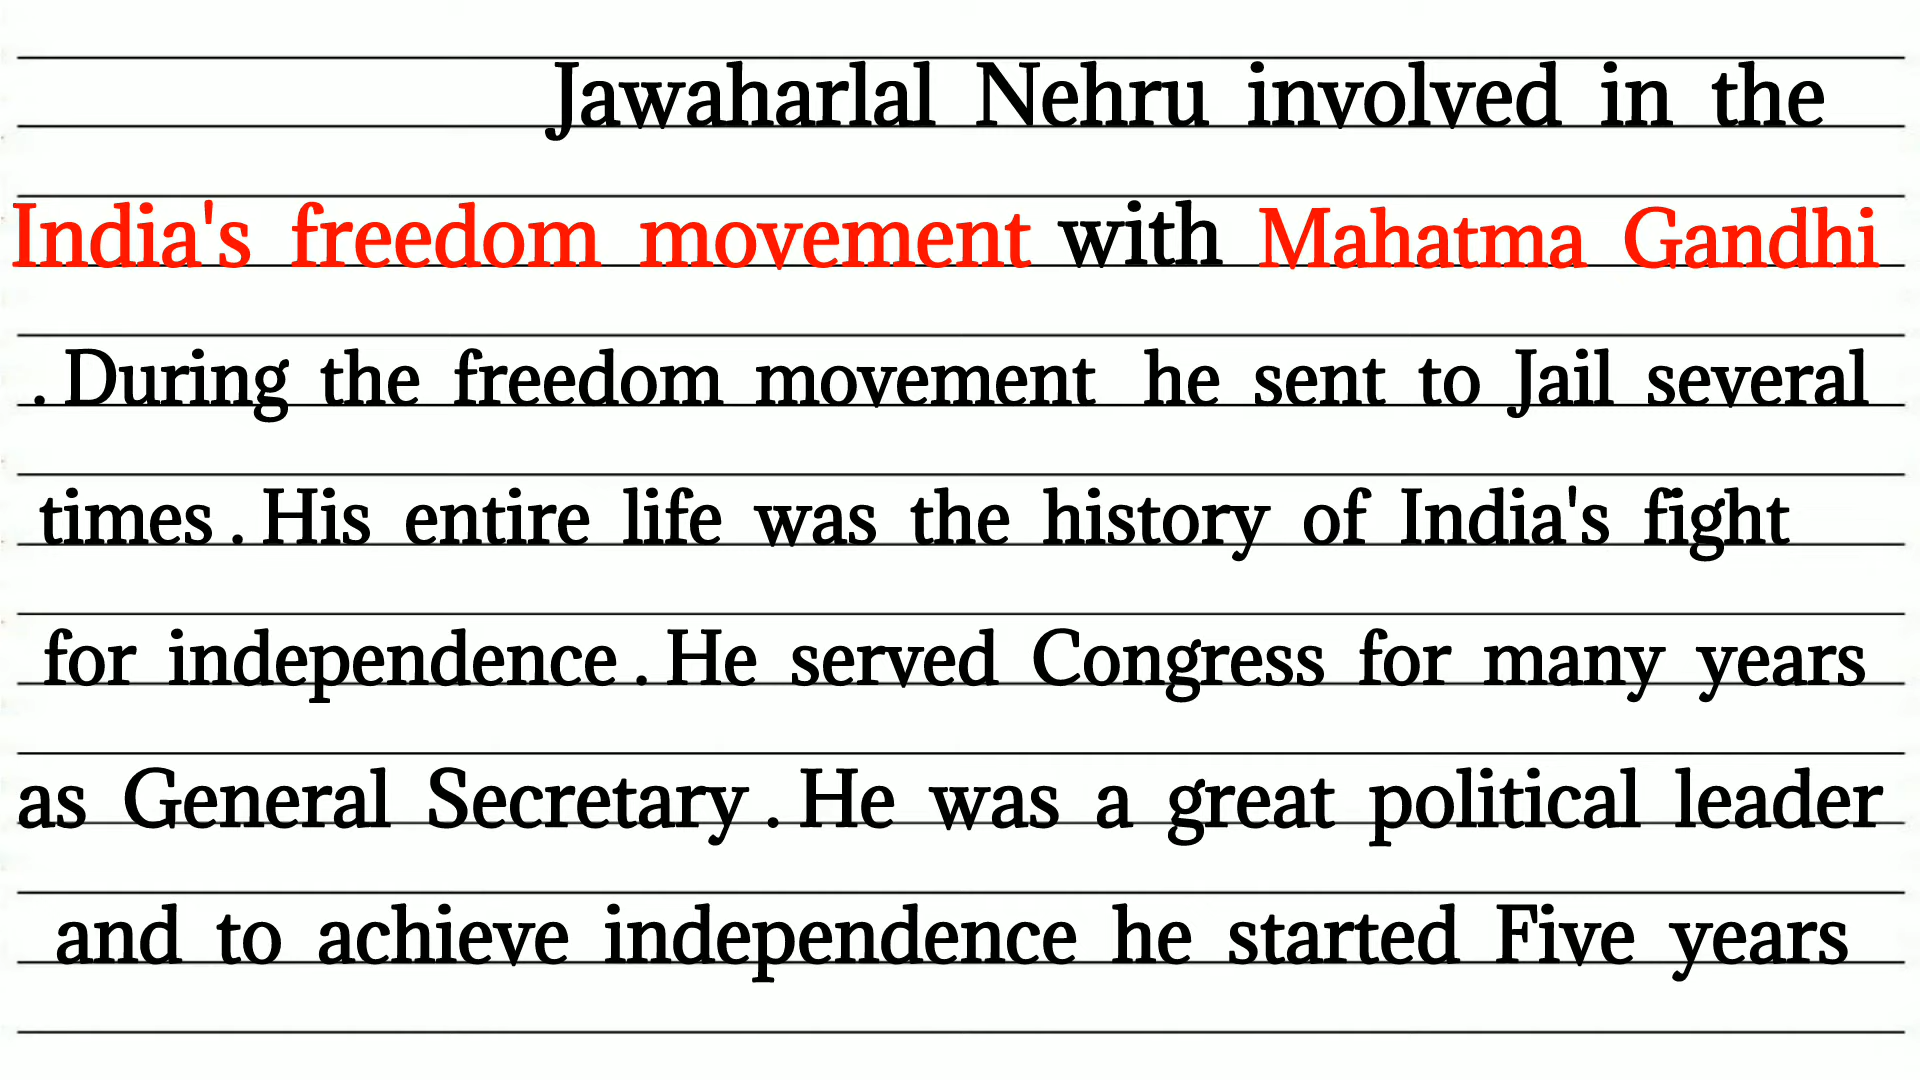 Jawaharlal Nehru involved in the
India's freedom movement with Mahatma Gandhi
. During the freedom movement he sent to Jail several
times . His entire life was the history of India's fight
for independence . He served Congress for many years
as General Secretary . He was a great political leader
and to achieve independence he started Five years